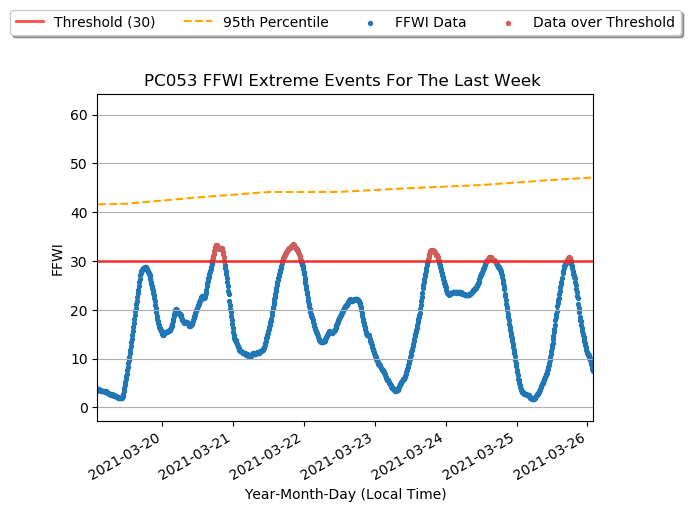 Threshold (30) 95th Percentile FFWI Data Data over Threshold
PC053 FFWI Extreme Events For The Last Week
60
50
40
30
20
10
0
FFWI
2021-03-20 2021-03-21 2021-03-22 2021-03-23 2021-03-24 2021-03-25 2021-03-26
Year-Month-Day (Local Time)